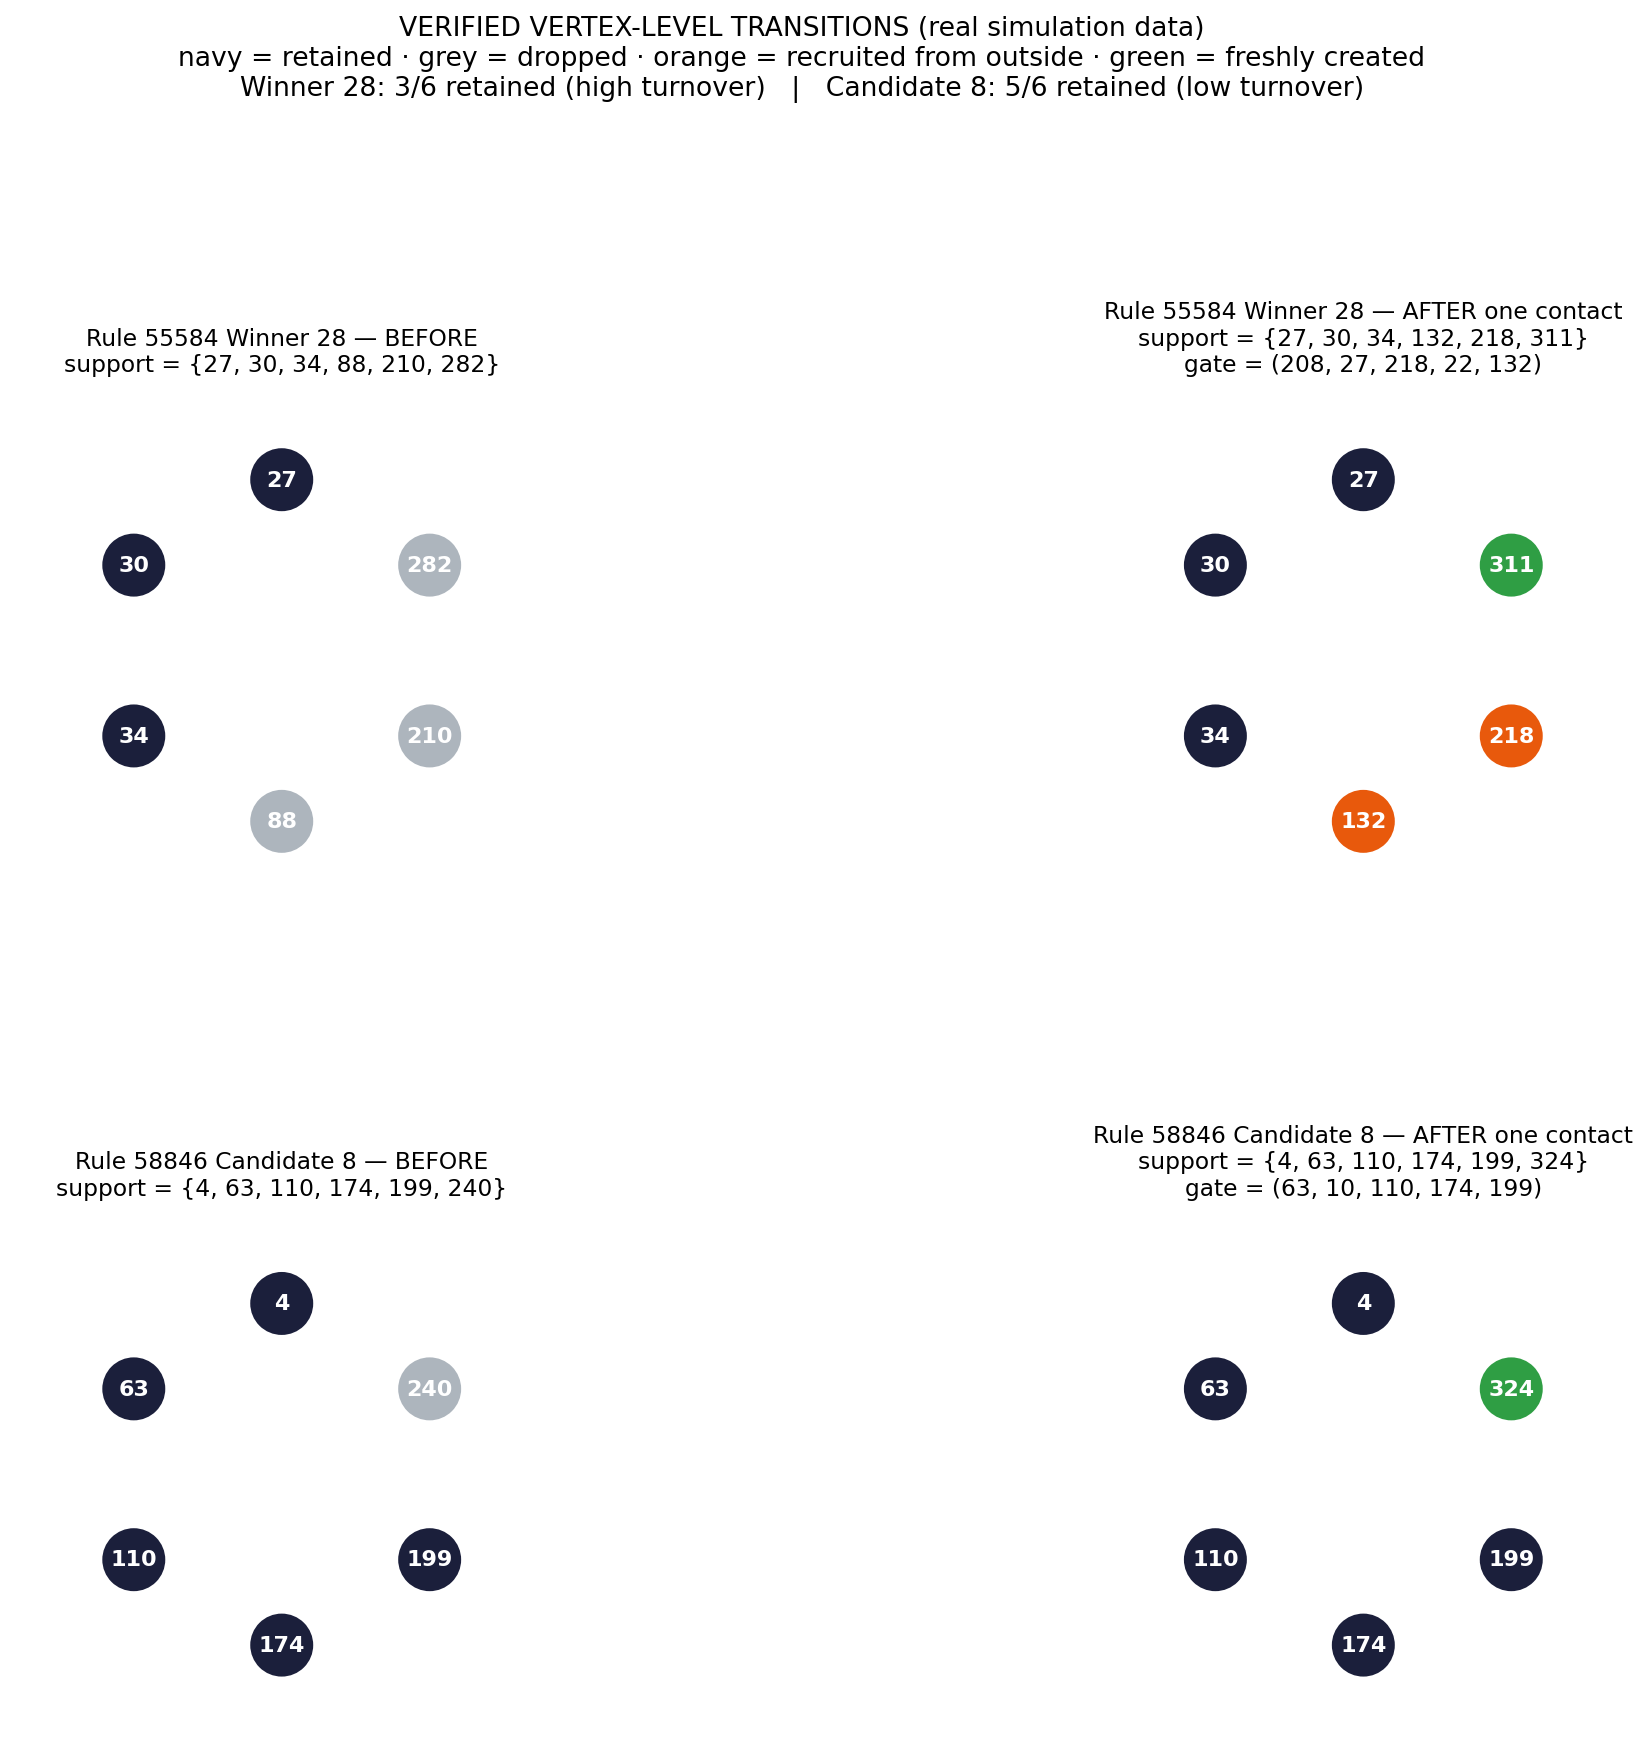 VERIFIED VERTEX-LEVEL TRANSITIONS (real simulation data)
navy = retained · grey = dropped · orange = recruited from outside · green = freshly created
Winner 28: 3/6 retained (high turnover)   |   Candidate 8: 5/6 retained (low turnover)
Rule 55584 Winner 28 — BEFORE
support = {27, 30, 34, 88, 210, 282}
27
30
282
34
210
88
Rule 55584 Winner 28 — AFTER one contact
support = {27, 30, 34, 132, 218, 311}
gate = (208, 27, 218, 22, 132)
27
30
311
34
218
132
Rule 58846 Candidate 8 — BEFORE
support = {4, 63, 110, 174, 199, 240}
4
63
240
110
199
174
Rule 58846 Candidate 8 — AFTER one contact
support = {4, 63, 110, 174, 199, 324}
gate = (63, 10, 110, 174, 199)
4
63
324
110
199
174